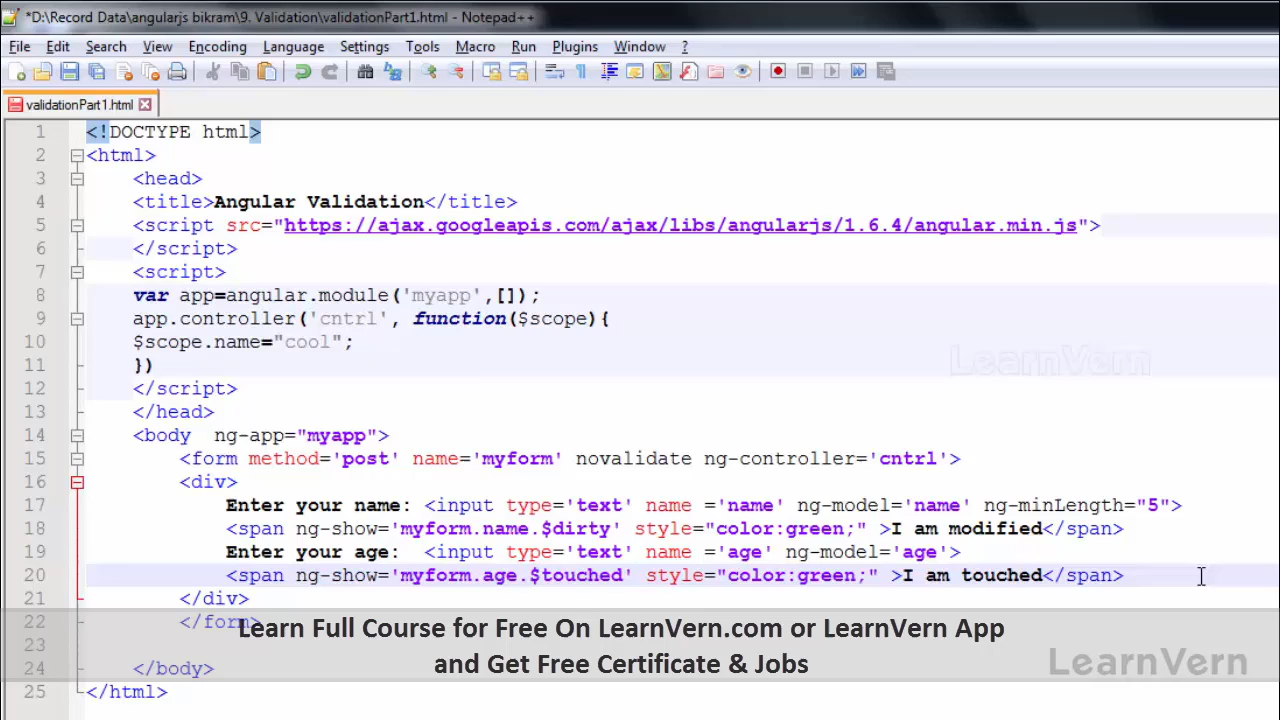 *D:\Record Data\angularjs bikram\9. Validation\validationPart1.html - Notepad++
File Edit Search View Encoding Language Settings Tools Macro Run Plugins Window ?
validationPart1.html
1 <!DOCTYPE html>
2 <html>
3 <head>
4 <title>Angular Validation</title>
5 <script src="https://ajax.googleapis.com/ajax/libs/angularjs/1.6.4/angular.min.js">
6 </script>
7 <script>
8 var app=angular.module('myapp',[]);
9 app.controller('cntrl', function($scope){
10 $scope.name="cool";
11 })
12 </script>
13 </head>
14 <body ng-app="myapp">
15 <form method='post' name='myform' novalidate ng-controller='cntrl'>
16 <div>
17 Enter your name: <input type='text' name ='name' ng-model='name' ng-minLength="5">
18 <span ng-show='myform.name.$dirty' style="color:green;" >I am modified</span>
19 Enter your age: <input type='text' name ='age' ng-model='age'>
20 <span ng-show='myform.age.$touched' style="color:green;" >I am touched</span>
21 </div>
22 </form>
23
24 </body>
25 </html>
LearnVern
Learn Full Course for Free On LearnVern.com or LearnVern App
and Get Free Certificate & Jobs
LearnVern